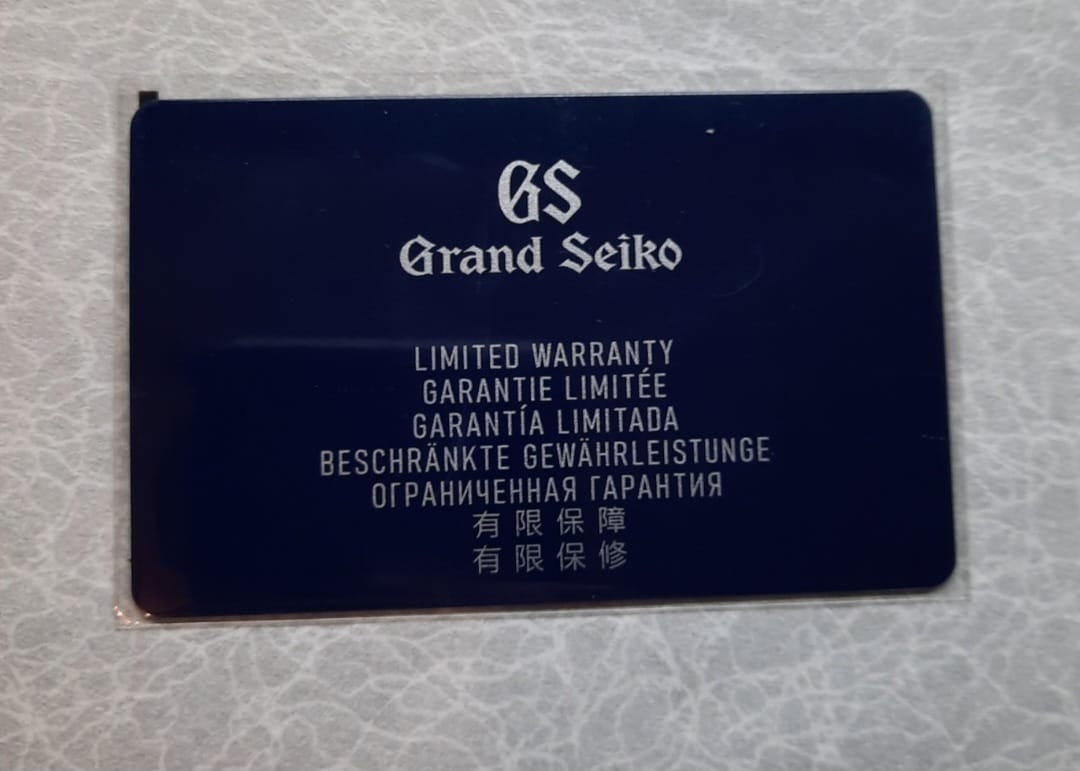 GS
Grand Seiko
LIMITED WARRANTY
GARANTIE LIMITÉE
GARANTÍA LIMITADA
BESCHRÄNKTE GEWÄHRLEISTUNGE
ОГРАНИЧЕННАЯ ГАРАНТИЯ
有限保障
有限保修